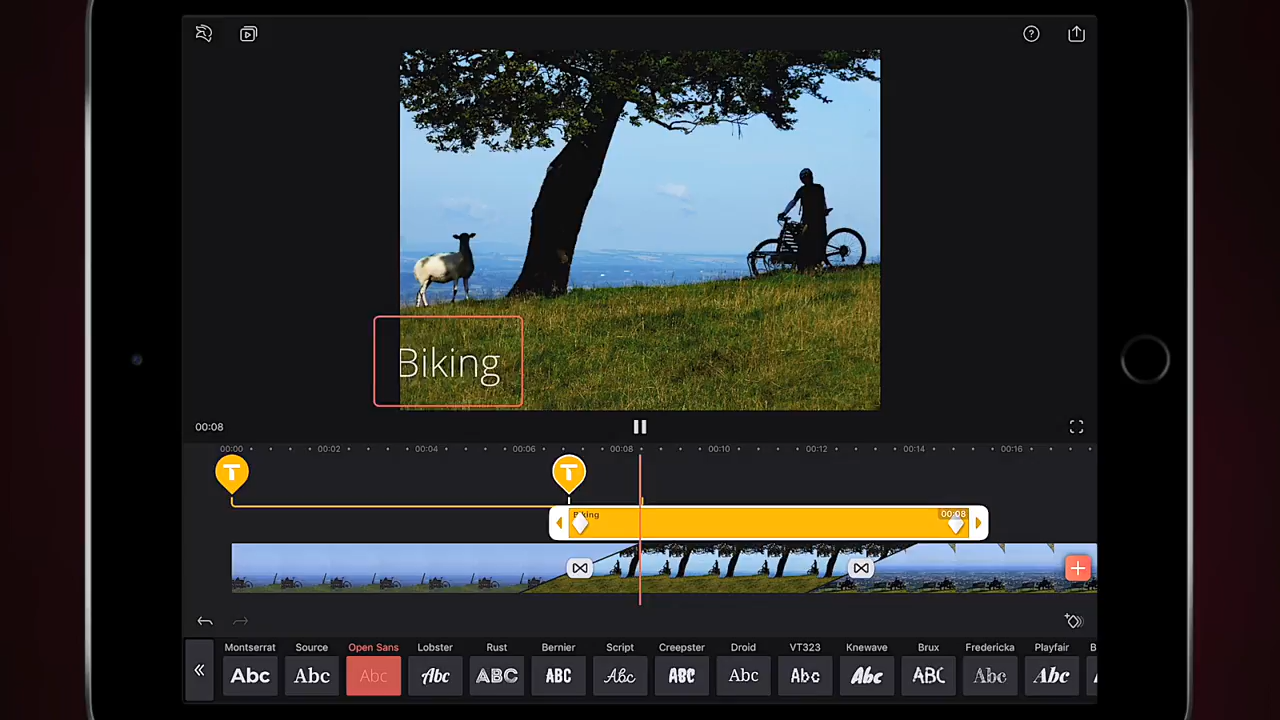 Biking
00:08
00:00
00:02
00:04
00:06
00:08
00:10
00:12
00:14
00:16
T
T
Biking
00:08
Montserrat
Source
Open Sans
Lobster
Rust
Bernier
Script
Creepster
Droid
VT323
Knewave
Brux
Fredericka
Playfair
B
Abc
Abc
Abc
Abc
ABC
ABC
Abc
ABC
Abc
Abc
Abc
ABC
Abc
Abc